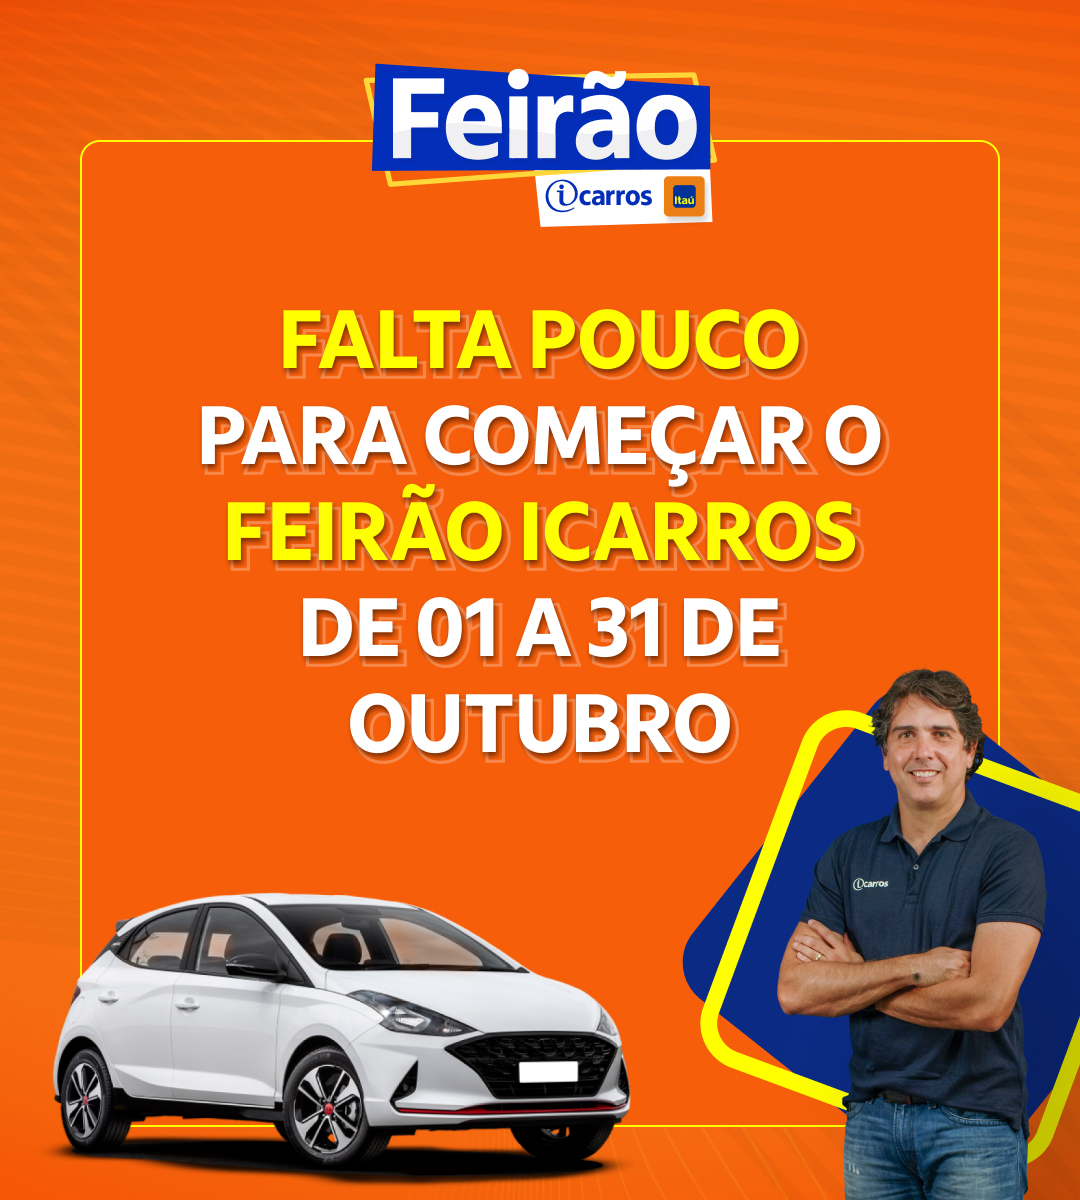 Feirão
icarros Itaú
FALTA POUCO
PARA COMEÇAR O
FEIRÃO ICARROS
DE 01 A 31 DE
OUTUBRO
icarros